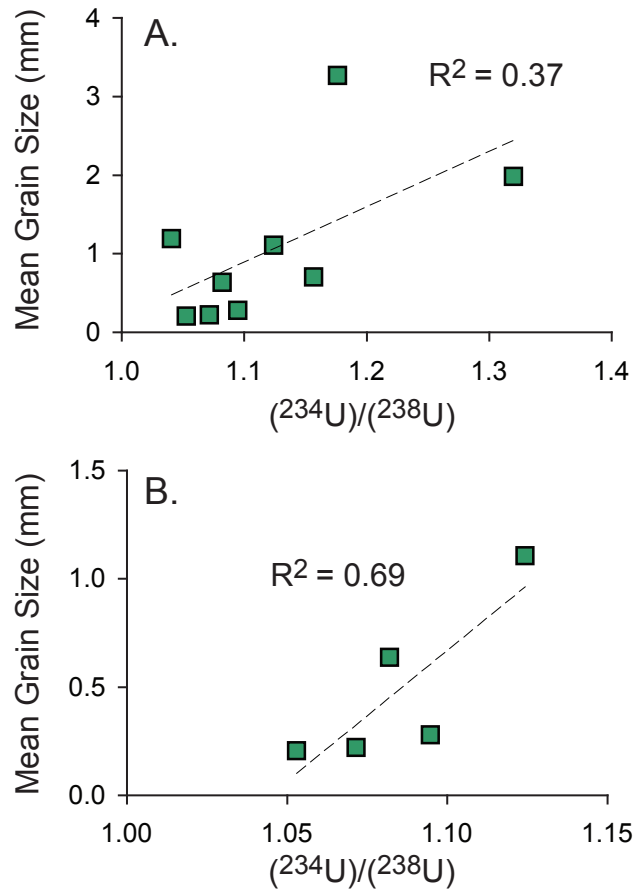 A.
R² = 0.37
Mean Grain Size (mm)
4
3
2
1
0
1.0 1.1 1.2 1.3 1.4
(²³⁴U)/(²³⁸U)
B.
R² = 0.69
Mean Grain Size (mm)
1.5
1.0
0.5
0.0
1.00 1.05 1.10 1.15
(²³⁴U)/(²³⁸U)